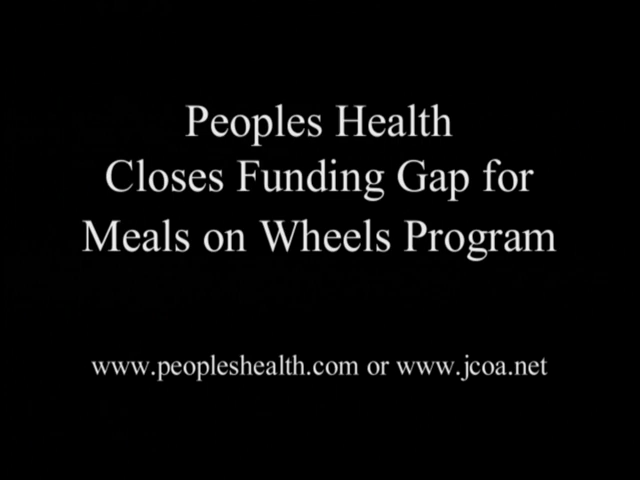 Peoples Health
Closes Funding Gap for
Meals on Wheels Program
www.peopleshealth.com or www.jcoa.net